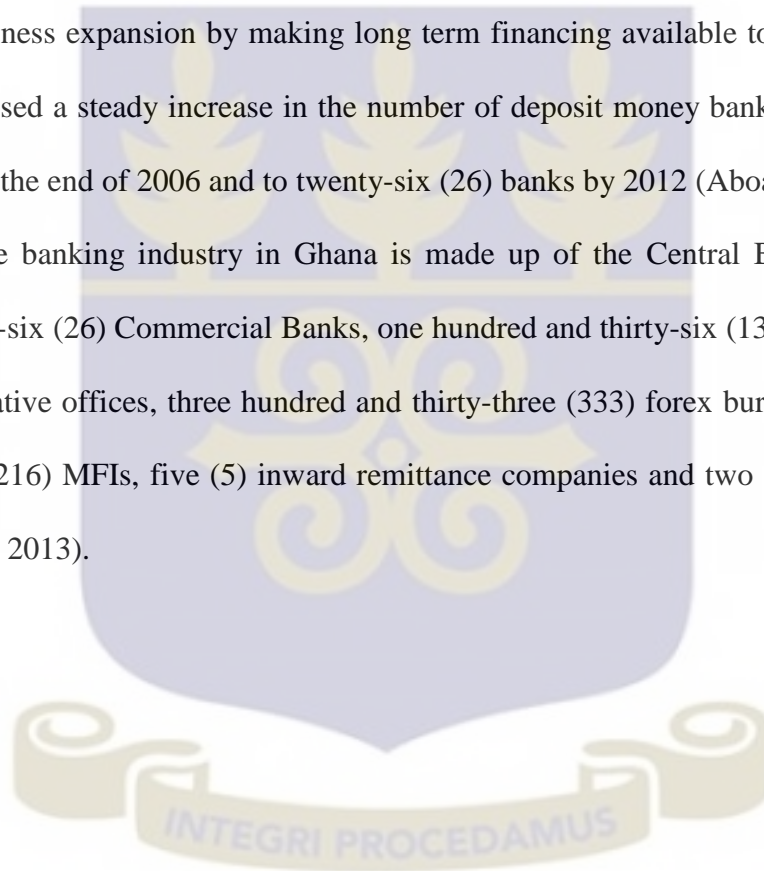 ness expansion by making long term financing available to
sed a steady increase in the number of deposit money bank
the end of 2006 and to twenty-six (26) banks by 2012 (Aboa
e banking industry in Ghana is made up of the Central B
-six (26) Commercial Banks, one hundred and thirty-six (13
ative offices, three hundred and thirty-three (333) forex bur
216) MFIs, five (5) inward remittance companies and two
2013).
INTEGRI PROCEDAMUS